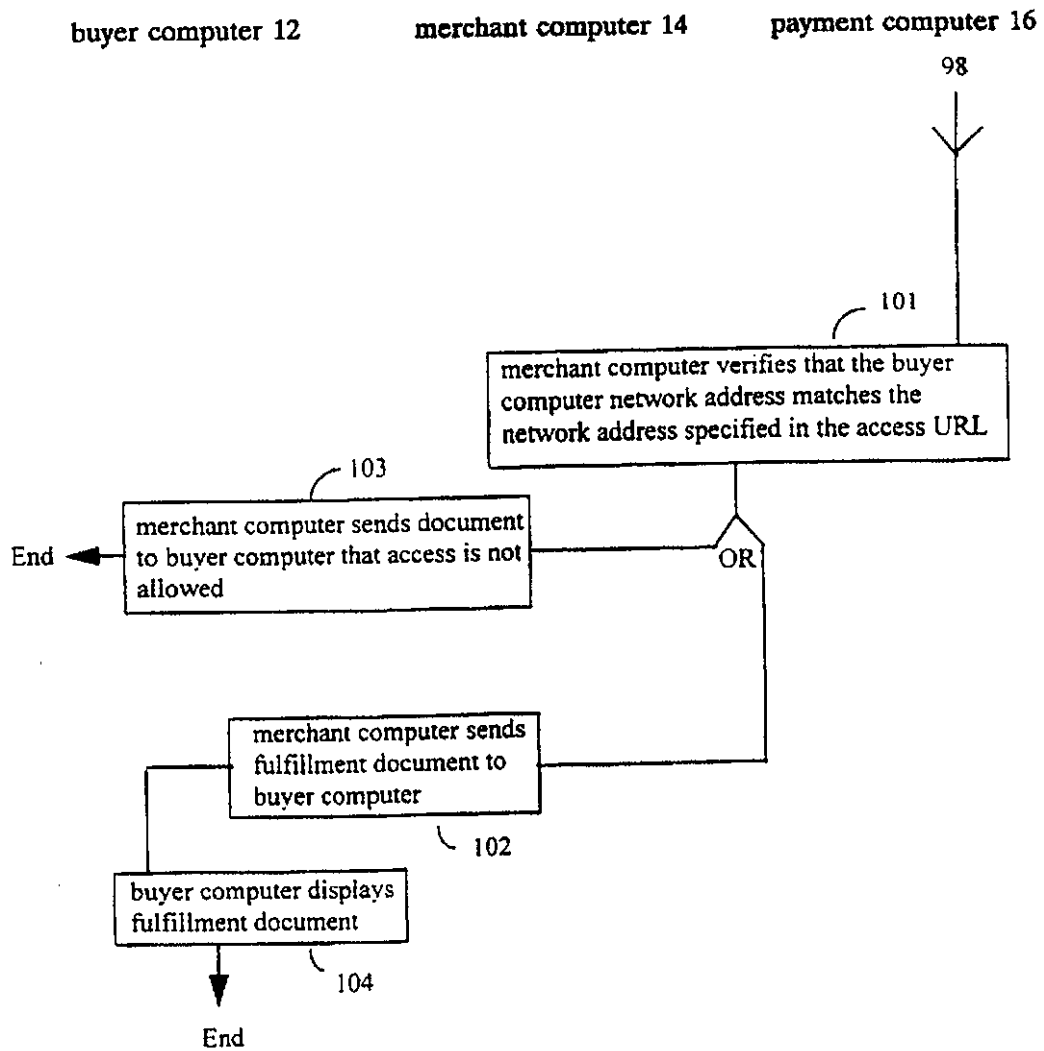 buyer computer 12 merchant computer 14 payment computer 16
98
101
merchant computer verifies that the buyer
computer network address matches the
network address specified in the access URL
103
merchant computer sends document
to buyer computer that access is not
allowed
End
OR
merchant computer sends
fulfillment document to
buyer computer
102
buyer computer displays
fulfillment document
104
End